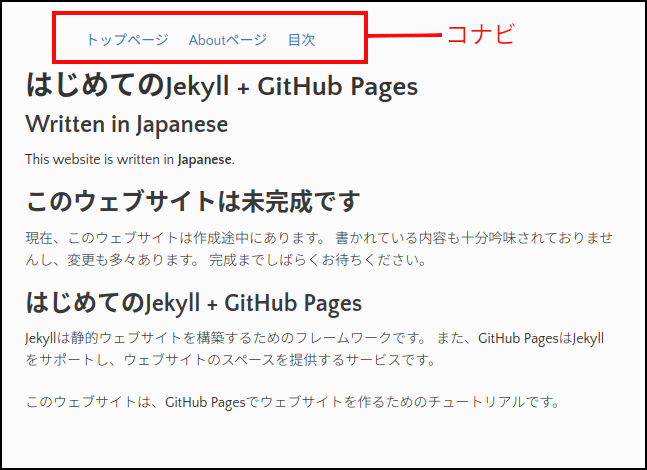 トップページ Aboutページ 目次
コナビ
はじめてのJekyll + GitHub Pages
Written in Japanese
This website is written in Japanese.
このウェブサイトは未完成です
現在、このウェブサイトは作成途中にあります。 書かれている内容も十分吟味されておりませ
んし、変更も多々あります。 完成までしばらくお待ちください。
はじめてのJekyll + GitHub Pages
Jekyllは静的ウェブサイトを構築するためのフレームワークです。 また、GitHub PagesはJekyll
をサポートし、ウェブサイトのスペースを提供するサービスです。
このウェブサイトは、GitHub Pagesでウェブサイトを作るためのチュートリアルです。